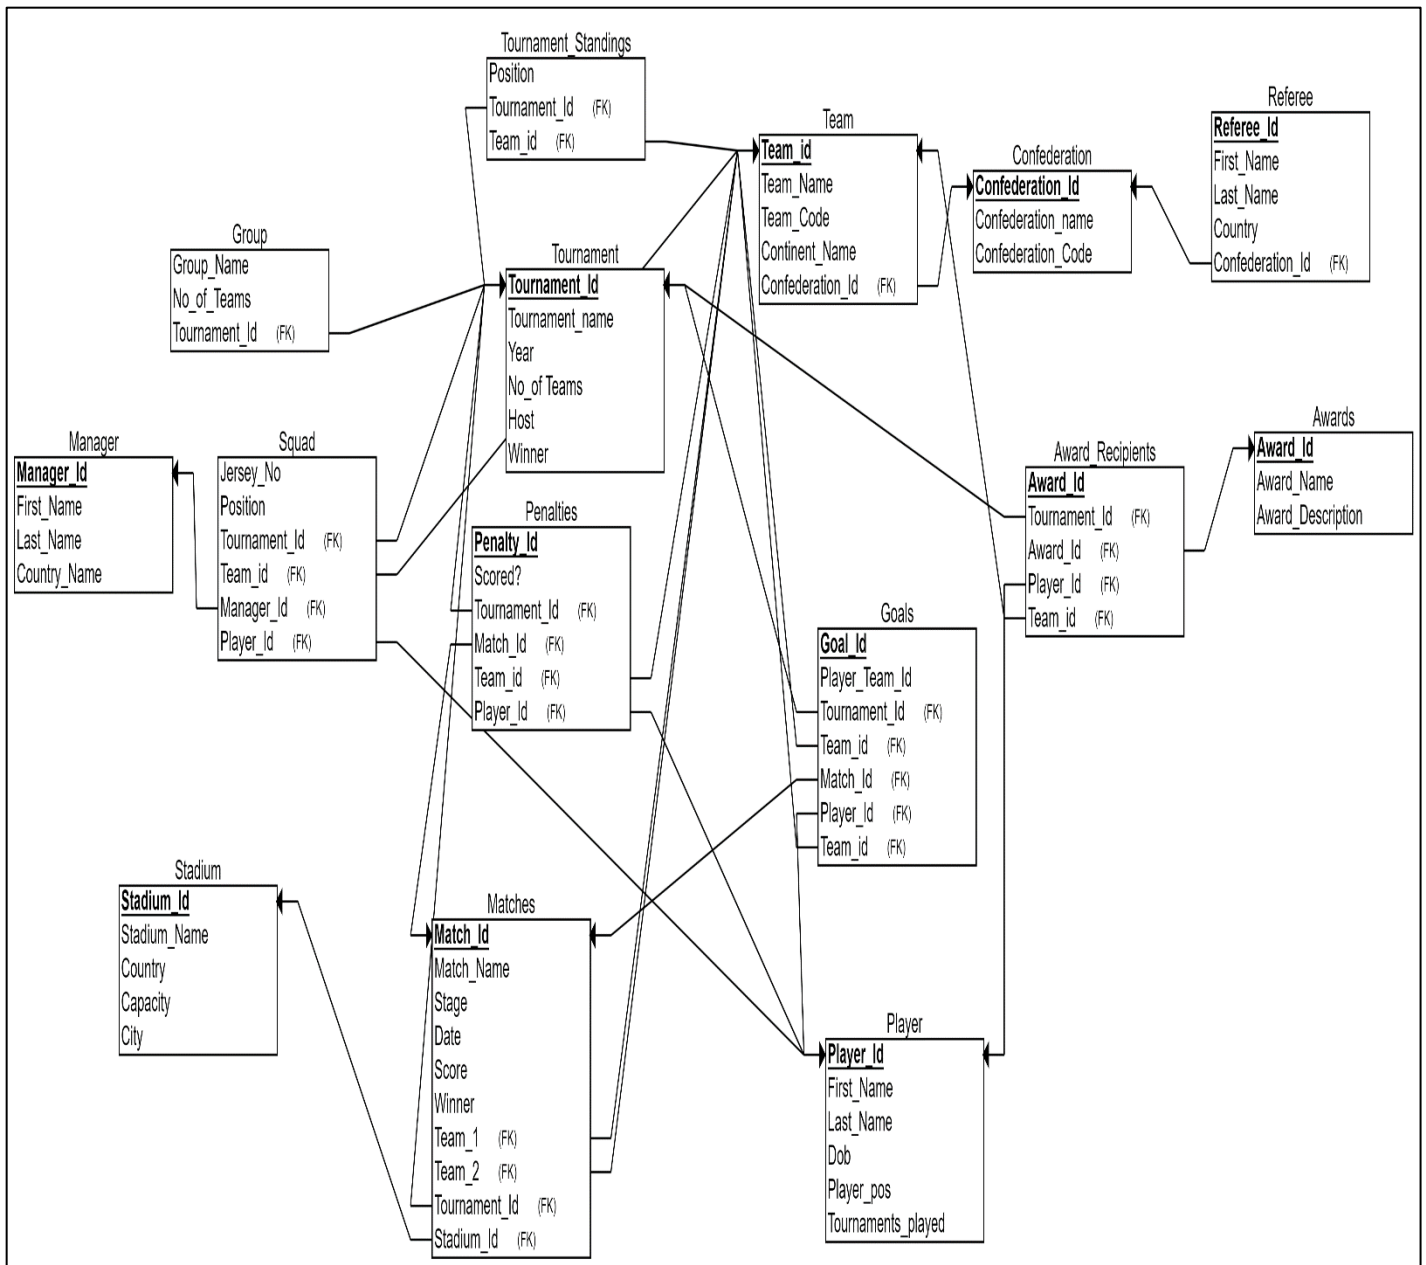 Tournament_Standings
Position
Tournament_Id (FK)
Team_id (FK)
Team
Team_id
Team_Name
Team_Code
Continent_Name
Confederation_Id (FK)
Confederation
Confederation_Id
Confederation_name
Confederation_Code
Referee
Referee_Id
First_Name
Last_Name
Country
Confederation_Id (FK)
Group
Group_Name
No_of_Teams
Tournament_Id (FK)
Tournament
Tournament_Id
Tournament_name
Year
No_of Teams
Host
Winner
Manager
Manager_Id
First_Name
Last_Name
Country_Name
Squad
Jersey_No
Position
Tournament_Id (FK)
Team_id (FK)
Manager_Id (FK)
Player_Id (FK)
Penalties
Penalty_Id
Scored?
Tournament_Id (FK)
Match_Id (FK)
Team_id (FK)
Player_Id (FK)
Goals
Goal_Id
Player_Team_Id
Tournament_Id (FK)
Team_id (FK)
Match_Id (FK)
Player_Id (FK)
Team_id (FK)
Award_Recipients
Award_Id
Tournament_Id (FK)
Award_Id (FK)
Player_Id (FK)
Team_id (FK)
Awards
Award_Id
Award_Name
Award_Description
Stadium
Stadium_Id
Stadium_Name
Country
Capacity
City
Matches
Match_Id
Match_Name
Stage
Date
Score
Winner
Team_1 (FK)
Team_2 (FK)
Tournament_Id (FK)
Stadium_Id (FK)
Player
Player_Id
First_Name
Last_Name
Dob
Player_pos
Tournaments_played